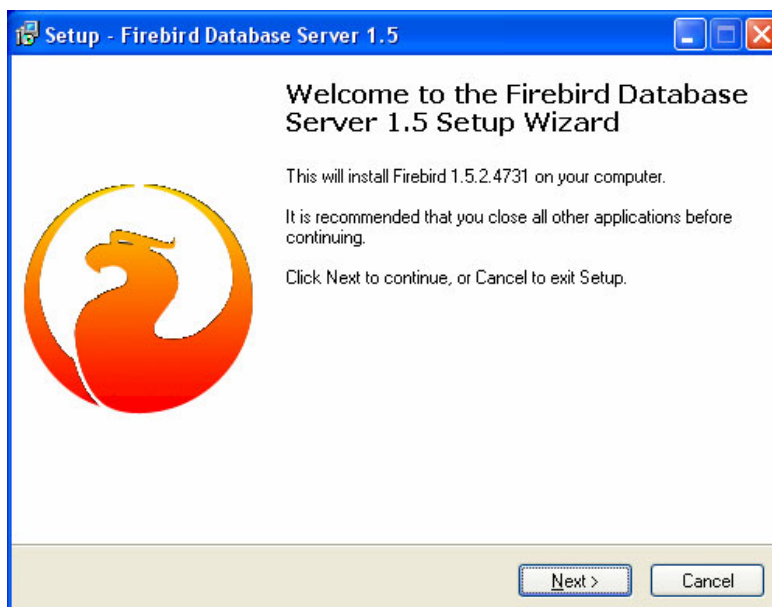 Setup - Firebird Database Server 1.5
Welcome to the Firebird Database
Server 1.5 Setup Wizard
This will install Firebird 1.5.2.4731 on your computer.
It is recommended that you close all other applications before
continuing.
Click Next to continue, or Cancel to exit Setup.
Next >
Cancel